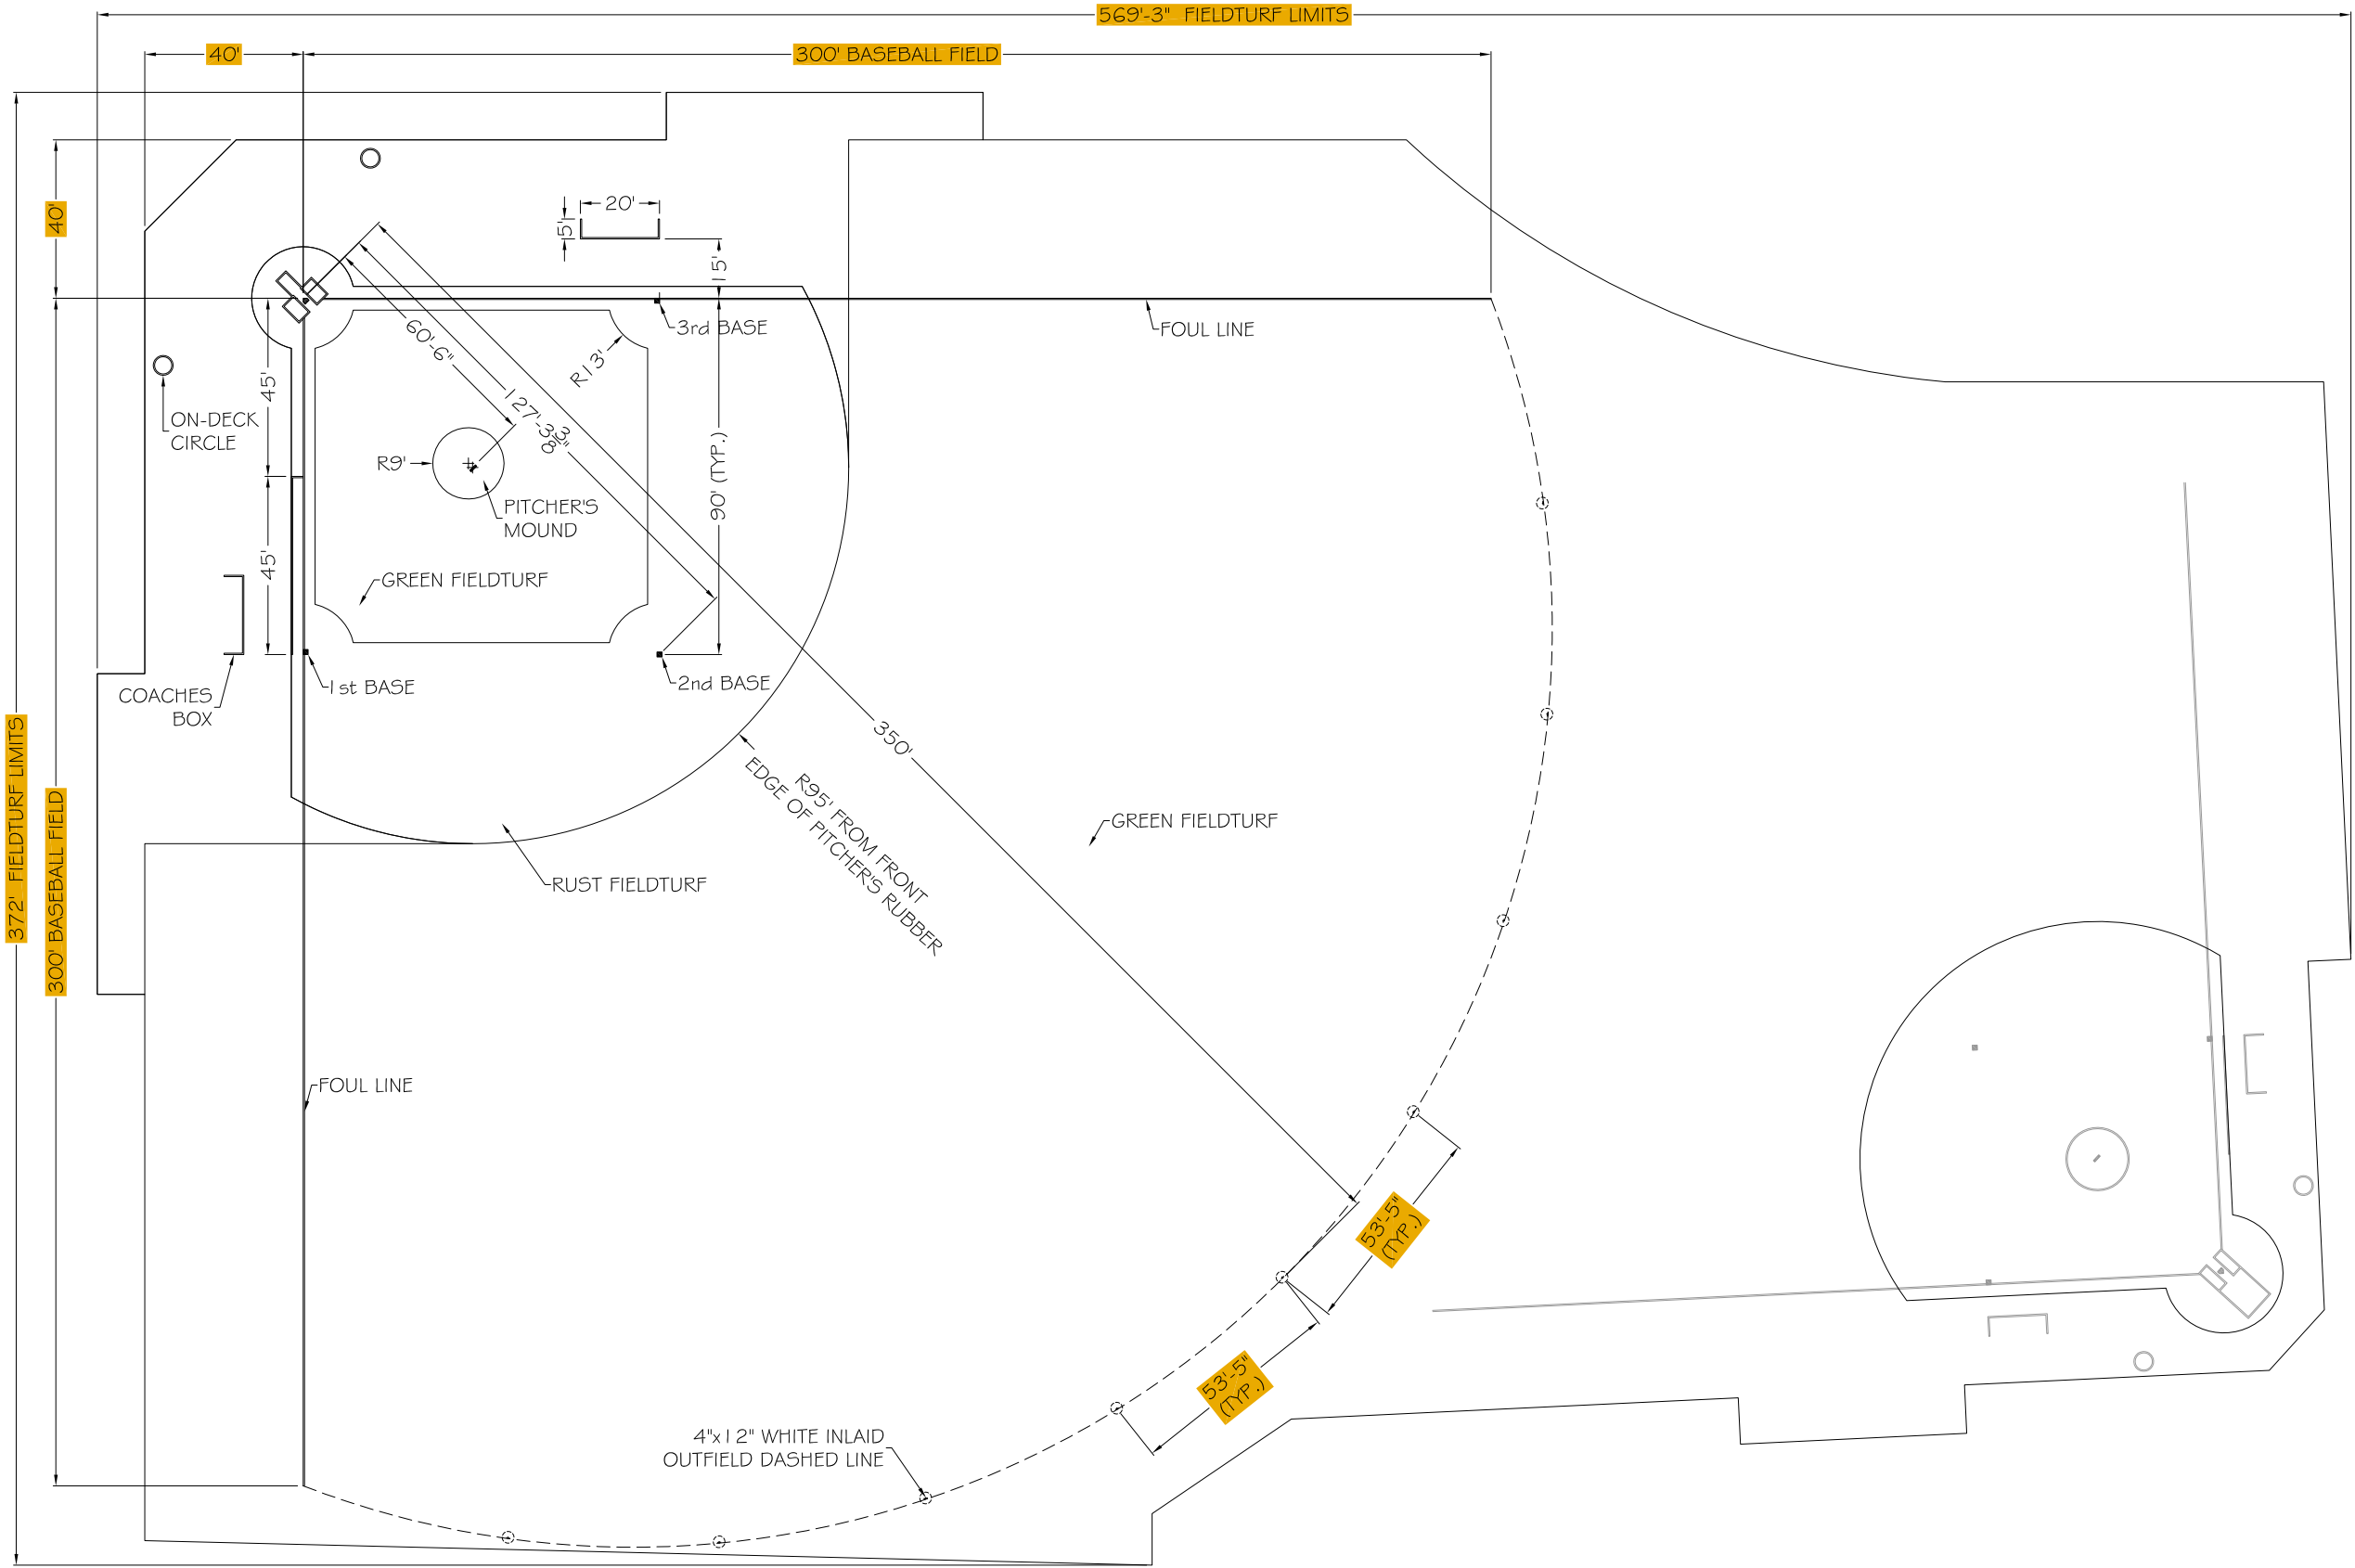 569'-3" FIELDTURF LIMITS
40'
300' BASEBALL FIELD
40'
20'
5'
15'
3rd BASE
FOUL LINE
60'-6"
R13'
45'
127'-3 3/8"
ON-DECK
CIRCLE
R9'
90' (TYP.)
PITCHER'S
MOUND
45'
GREEN FIELDTURF
1st BASE
2nd BASE
COACHES
BOX
350'
372' FIELDTURF LIMITS
300' BASEBALL FIELD
R95' FROM FRONT
EDGE OF PITCHER'S RUBBER
GREEN FIELDTURF
RUST FIELDTURF
FOUL LINE
53'-5"
(TYP.)
53'-5"
(TYP.)
4"x12" WHITE INLAID
OUTFIELD DASHED LINE